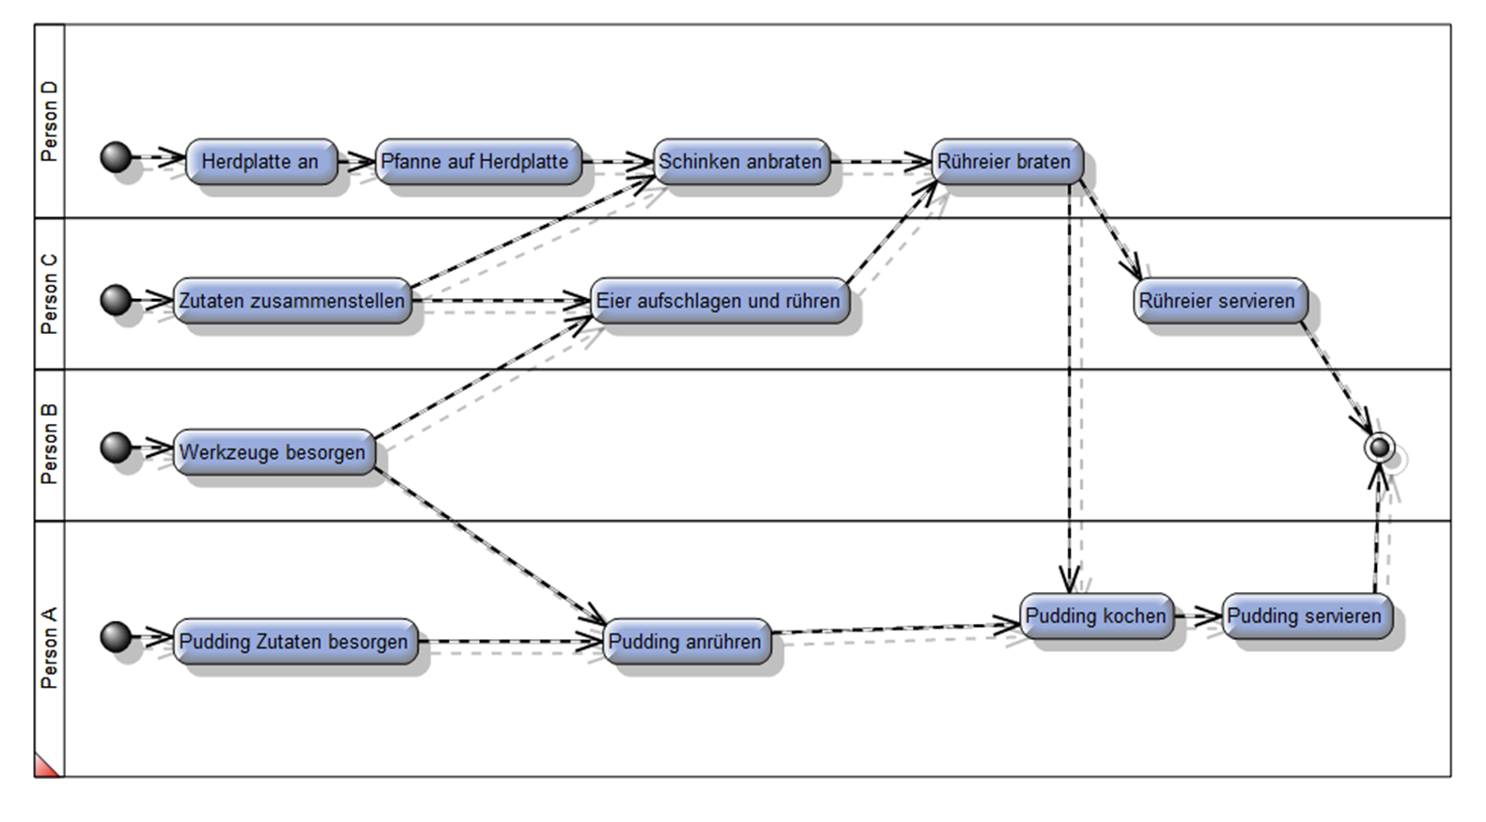 Person D
Herdplatte an
Pfanne auf Herdplatte
Schinken anbraten
Rühreier braten
Person C
Zutaten zusammenstellen
Eier aufschlagen und rühren
Rühreier servieren
Person B
Werkzeuge besorgen
Person A
Pudding Zutaten besorgen
Pudding anrühren
Pudding kochen
Pudding servieren